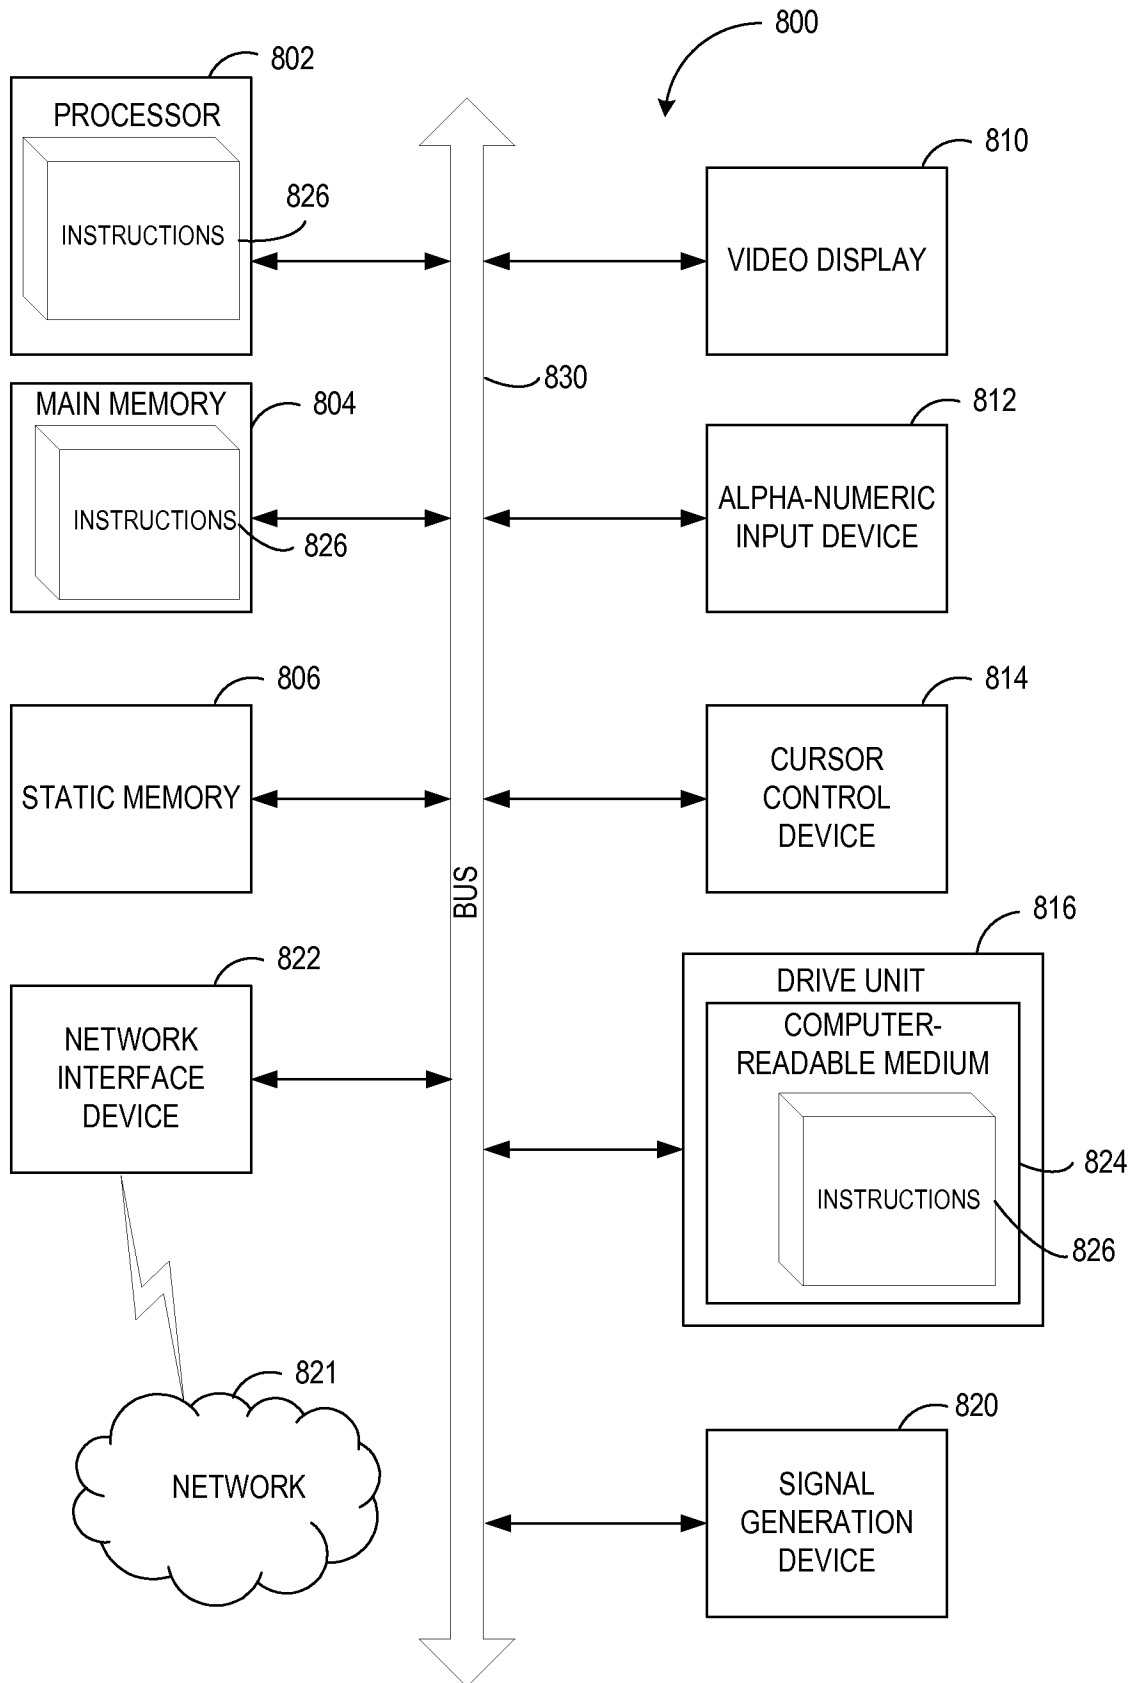 800
802
PROCESSOR
INSTRUCTIONS
826
810
VIDEO DISPLAY
830
MAIN MEMORY
804
INSTRUCTIONS
826
812
ALPHA-NUMERIC
INPUT DEVICE
806
STATIC MEMORY
814
CURSOR
CONTROL
DEVICE
BUS
822
NETWORK
INTERFACE
DEVICE
816
DRIVE UNIT
COMPUTER-
READABLE MEDIUM
INSTRUCTIONS
824
826
821
NETWORK
820
SIGNAL
GENERATION
DEVICE